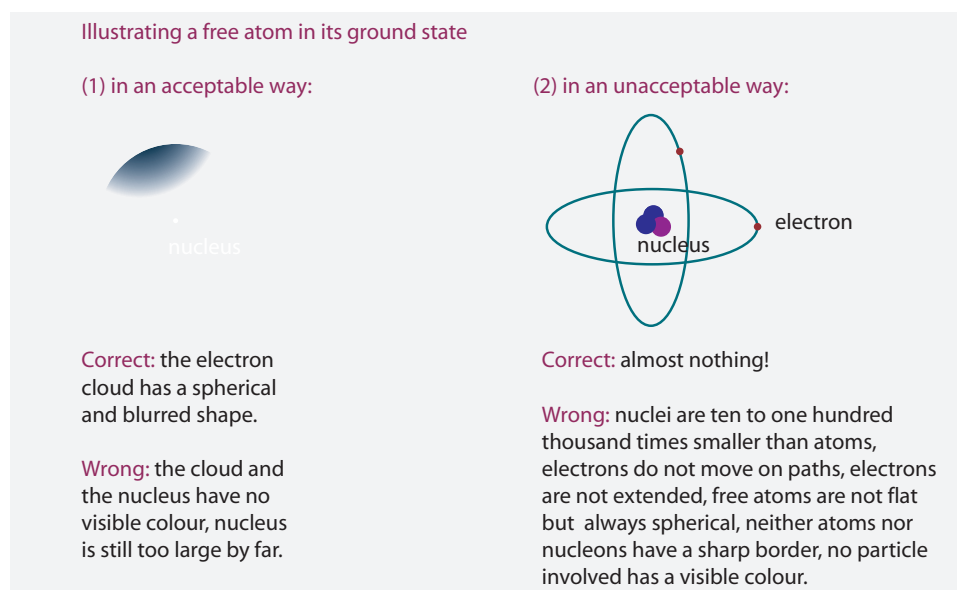 Illustrating a free atom in its ground state
(1) in an acceptable way:
nucleus
Correct: the electron
cloud has a spherical
and blurred shape.
Wrong: the cloud and
the nucleus have no
visible colour, nucleus
is still too large by far.
(2) in an unacceptable way:
electron
nucleus
Correct: almost nothing!
Wrong: nuclei are ten to one hundred
thousand times smaller than atoms,
electrons do not move on paths, electrons
are not extended, free atoms are not flat
but always spherical, neither atoms nor
nucleons have a sharp border, no particle
involved has a visible colour.